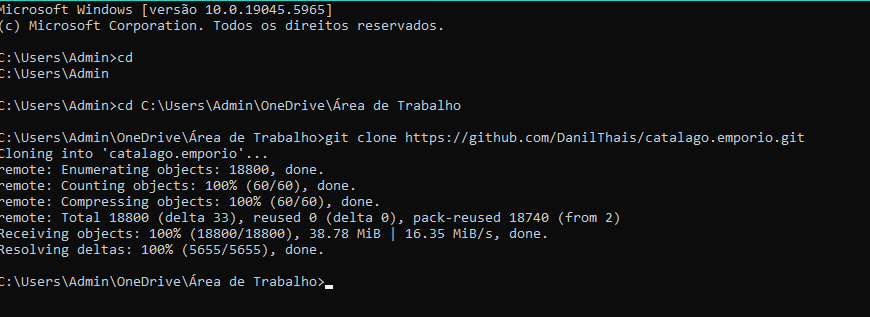 Microsoft Windows [versão 10.0.19045.5965]
(c) Microsoft Corporation. Todos os direitos reservados.
C:\Users\Admin>cd
C:\Users\Admin
C:\Users\Admin>cd C:\Users\Admin\OneDrive\Área de Trabalho
C:\Users\Admin\OneDrive\Área de Trabalho>git clone https://github.com/DanilThais/catalago.emporio.git
Cloning into 'catalago.emporio'...
remote: Enumerating objects: 18800, done.
remote: Counting objects: 100% (60/60), done.
remote: Compressing objects: 100% (60/60), done.
remote: Total 18800 (delta 33), reused 0 (delta 0), pack-reused 18740 (from 2)
Receiving objects: 100% (18800/18800), 38.78 MiB | 16.35 MiB/s, done.
Resolving deltas: 100% (5655/5655), done.
C:\Users\Admin\OneDrive\Área de Trabalho>